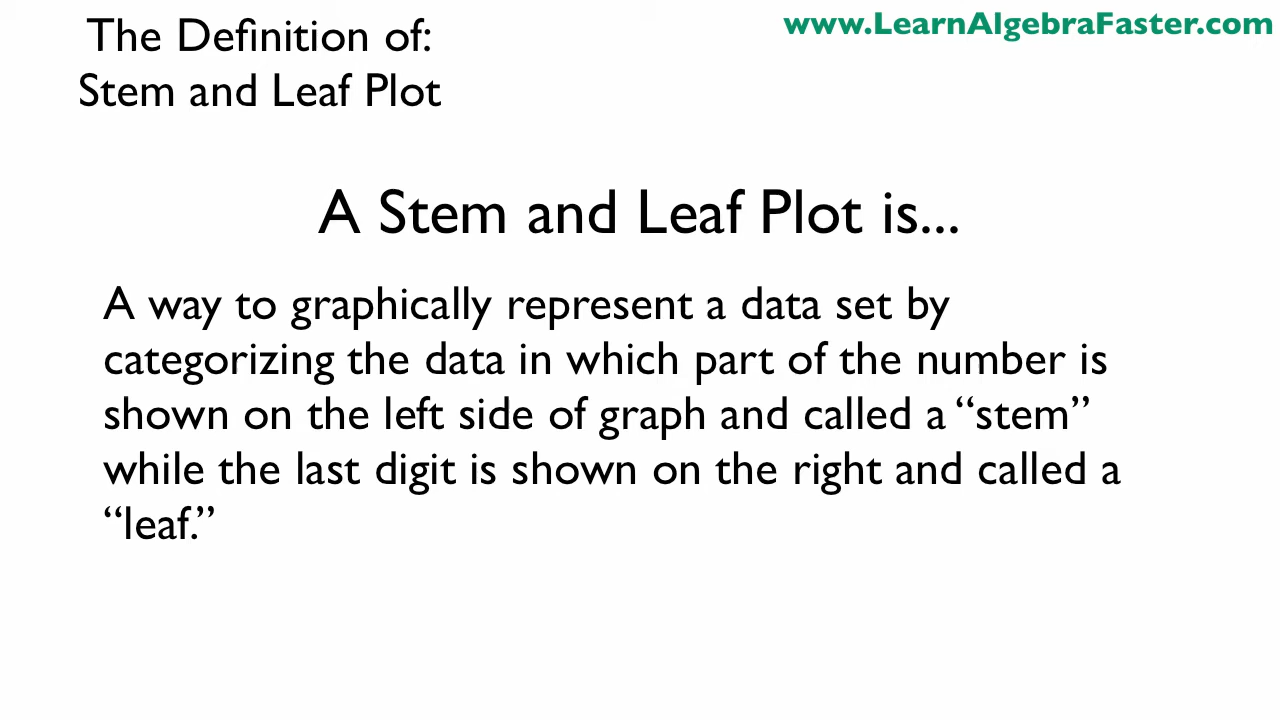 The Definition of:
Stem and Leaf Plot
www.LearnAlgebraFaster.com
A Stem and Leaf Plot is...
A way to graphically represent a data set by
categorizing the data in which part of the number is
shown on the left side of graph and called a “stem”
while the last digit is shown on the right and called a
“leaf.”